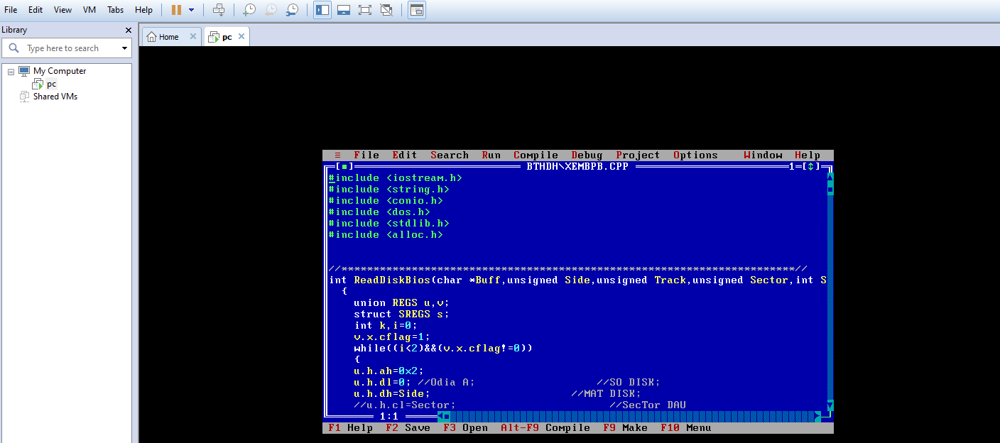 File Edit View VM Tabs Help
Library
Type here to search
My Computer
pc
Shared VMs
Home
pc
≡ File Edit Search Run Compile Debug Project Options Window Help
[■] BTHDH\XEMBPB.CPP 1=[↕]
#include <iostream.h>
#include <string.h>
#include <conio.h>
#include <dos.h>
#include <stdlib.h>
#include <alloc.h>
//***********************************************************************//
int ReadDiskBios(char *Buff,unsigned Side,unsigned Track,unsigned Sector,int S
{
union REGS u,v;
struct SREGS s;
int k,i=0;
v.x.cflag=1;
while((i<2)&&(v.x.cflag!=0))
{
u.h.ah=0x2;
u.h.dl=0; //Odia A; //SO DISK;
u.h.dh=Side; //MAT DISK;
//u.h.cl=Sector; //SecTor DAU
1:1
F1 Help F2 Save F3 Open Alt-F9 Compile F9 Make F10 Menu